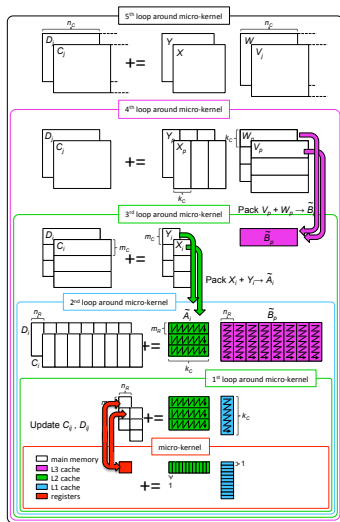 5th loop around micro-kernel
n_C
n_C
D_j
C_j
+=
Y
X
W
V_j
4th loop around micro-kernel
D_j
C_j
+=
Y_p
X_p
k_C
k_C
W_p
V_p
Pack V_p + W_p → B̃_p
3rd loop around micro-kernel
D_i
C_i
m_C
+=
m_C
Y_i
X_i
B̃_p
Pack X_i + Y_i → Ã_i
2nd loop around micro-kernel
n_R
D_i
C_i
+=
m_R
Ã_i
k_C
n_R
B̃_p
1st loop around micro-kernel
n_R
Update C_ij , D_ij
+=
k_C
micro-kernel
main memory
L3 cache
L2 cache
L1 cache
registers
+=
1
1